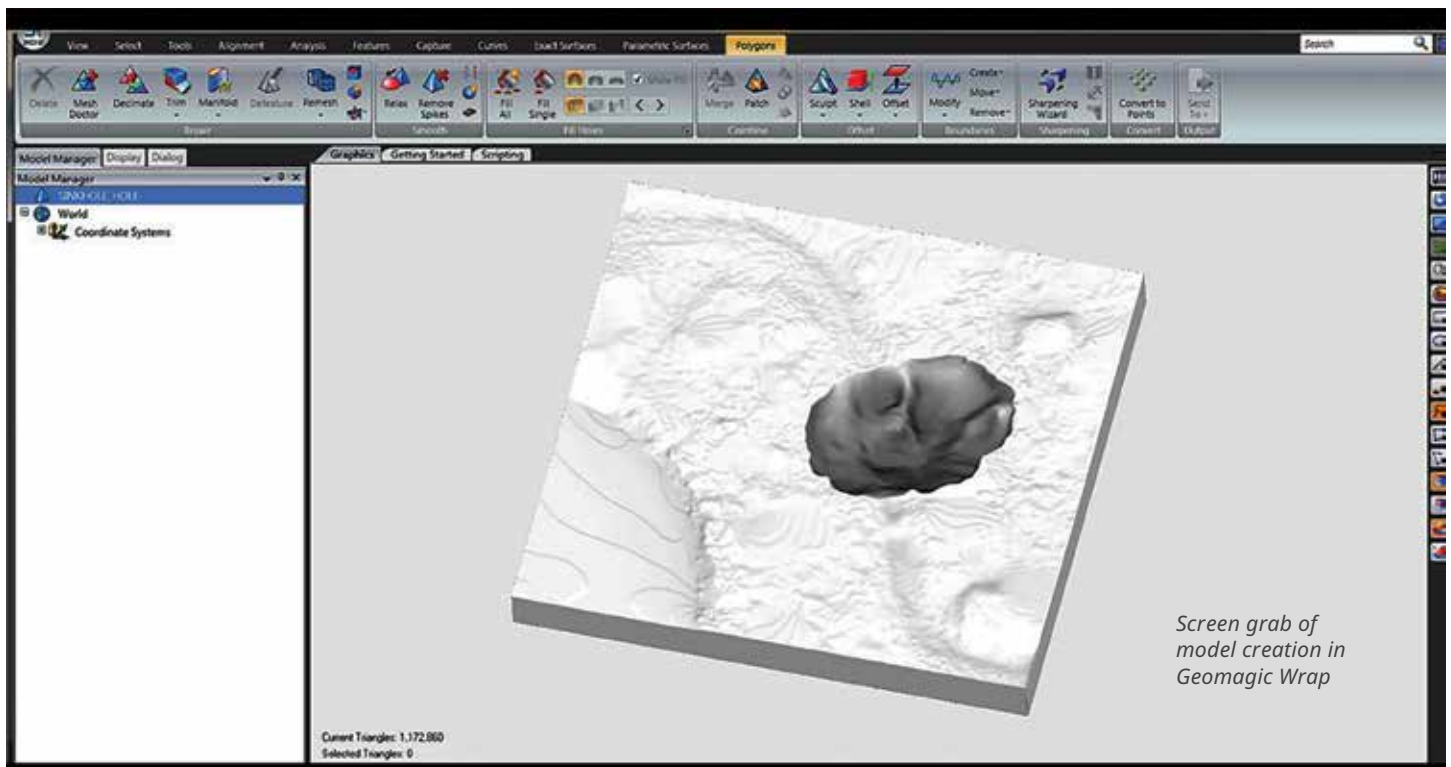 View Select Tools Alignment Analysis Features Capture Curves Exact Surfaces Parametric Surfaces Polygons
Search
Delete Mesh Doctor Decimate Trim Manifold Defeature Remesh
Relax Remove Spikes
Fill All Fill Single
Merge Patch
Sculpt Shell Offset
Modify Create Move Remove
Sharpening Wizard
Convert to Points
Send To
Repair Smooth Fill Holes Combine Offset Boundaries Sharpening Convert Output
Model Manager Display Dialog
Graphics Getting Started Scripting
Model Manager
SINKHOLE_HOLE
World
Coordinate Systems
Screen grab of
model creation in
Geomagic Wrap
Current Triangles: 1,172,860
Selected Triangles: 0